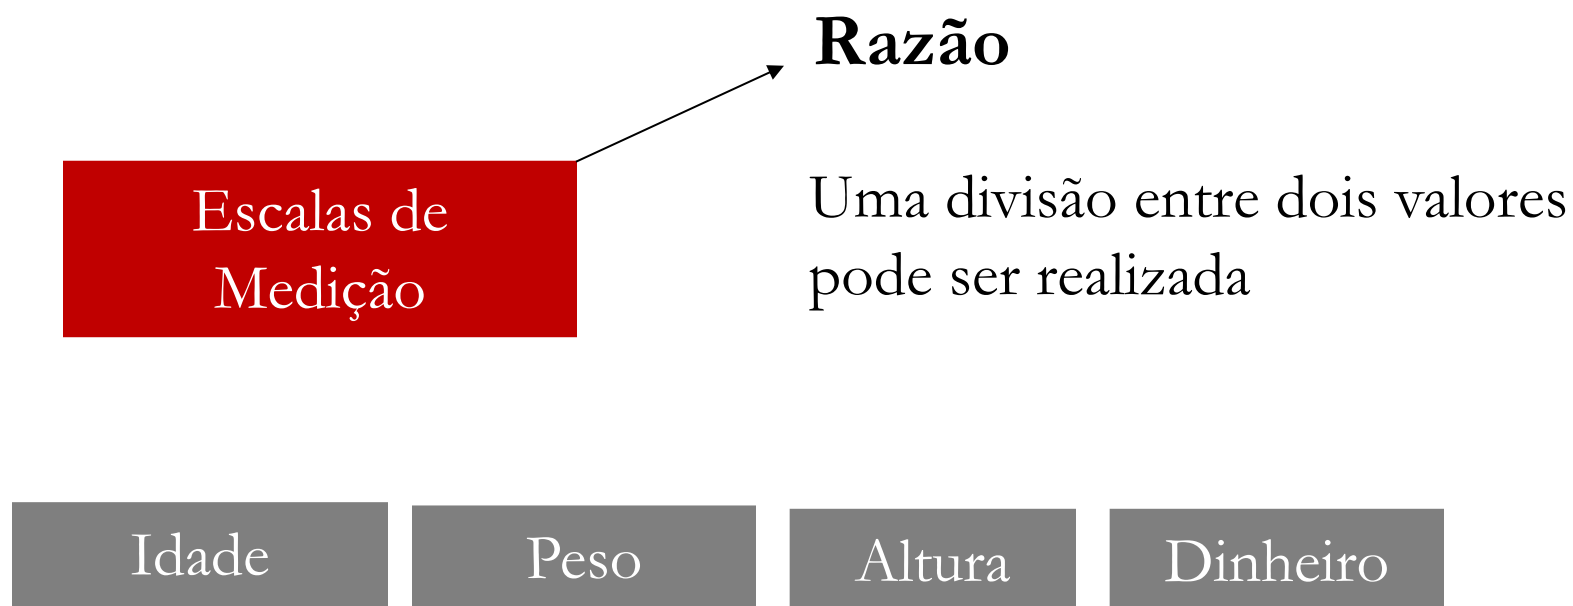 Razão
Escalas de
Medição
Uma divisão entre dois valores
pode ser realizada
Idade
Peso
Altura
Dinheiro